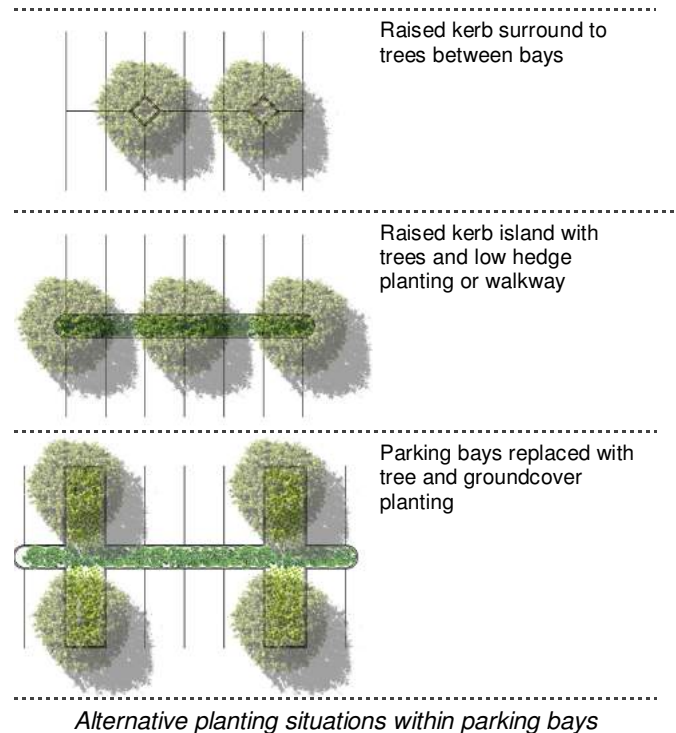 Raised kerb surround to
trees between bays
Raised kerb island with
trees and low hedge
planting or walkway
Parking bays replaced with
tree and groundcover
planting
Alternative planting situations within parking bays